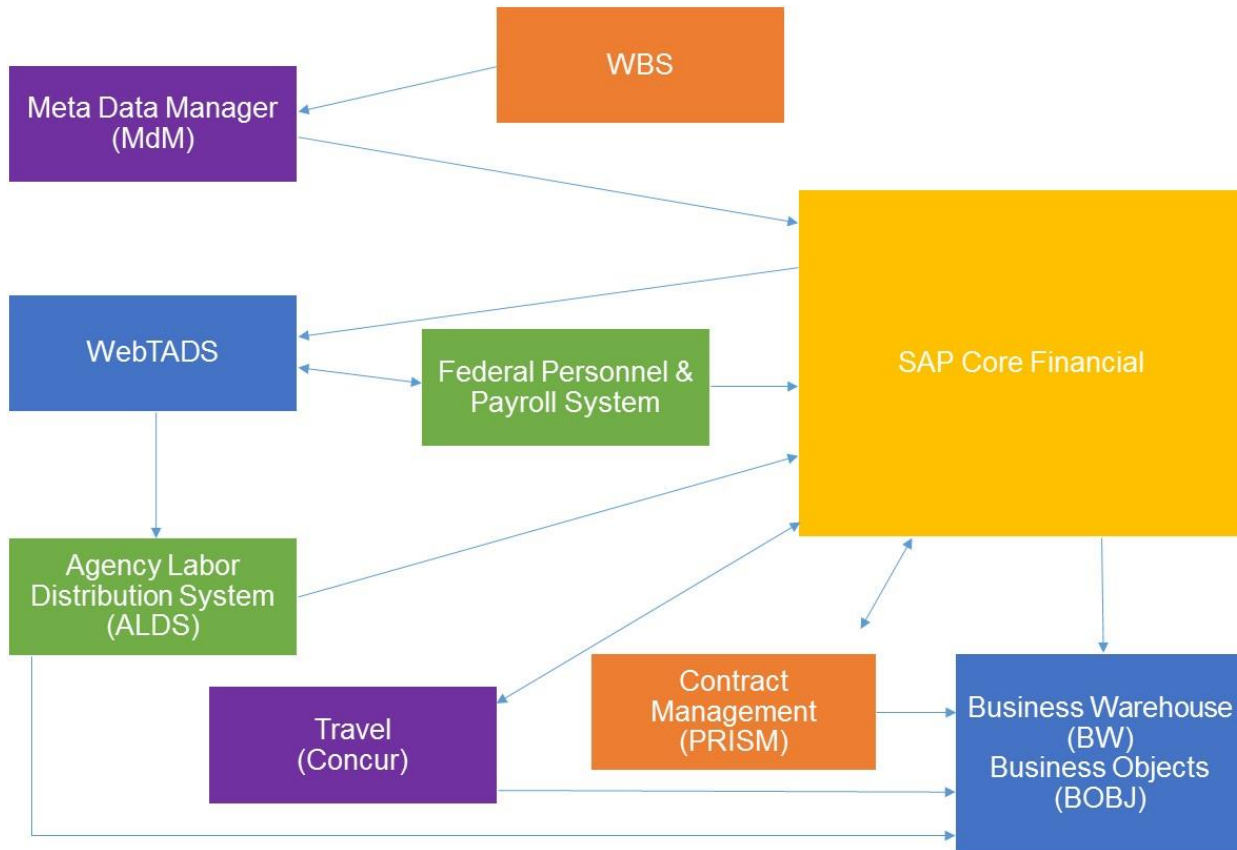 WBS
Meta Data Manager
(MdM)
SAP Core Financial
WebTADS
Federal Personnel &
Payroll System
Agency Labor
Distribution System
(ALDS)
Travel
(Concur)
Contract
Management
(PRISM)
Business Warehouse
(BW)
Business Objects
(BOBJ)